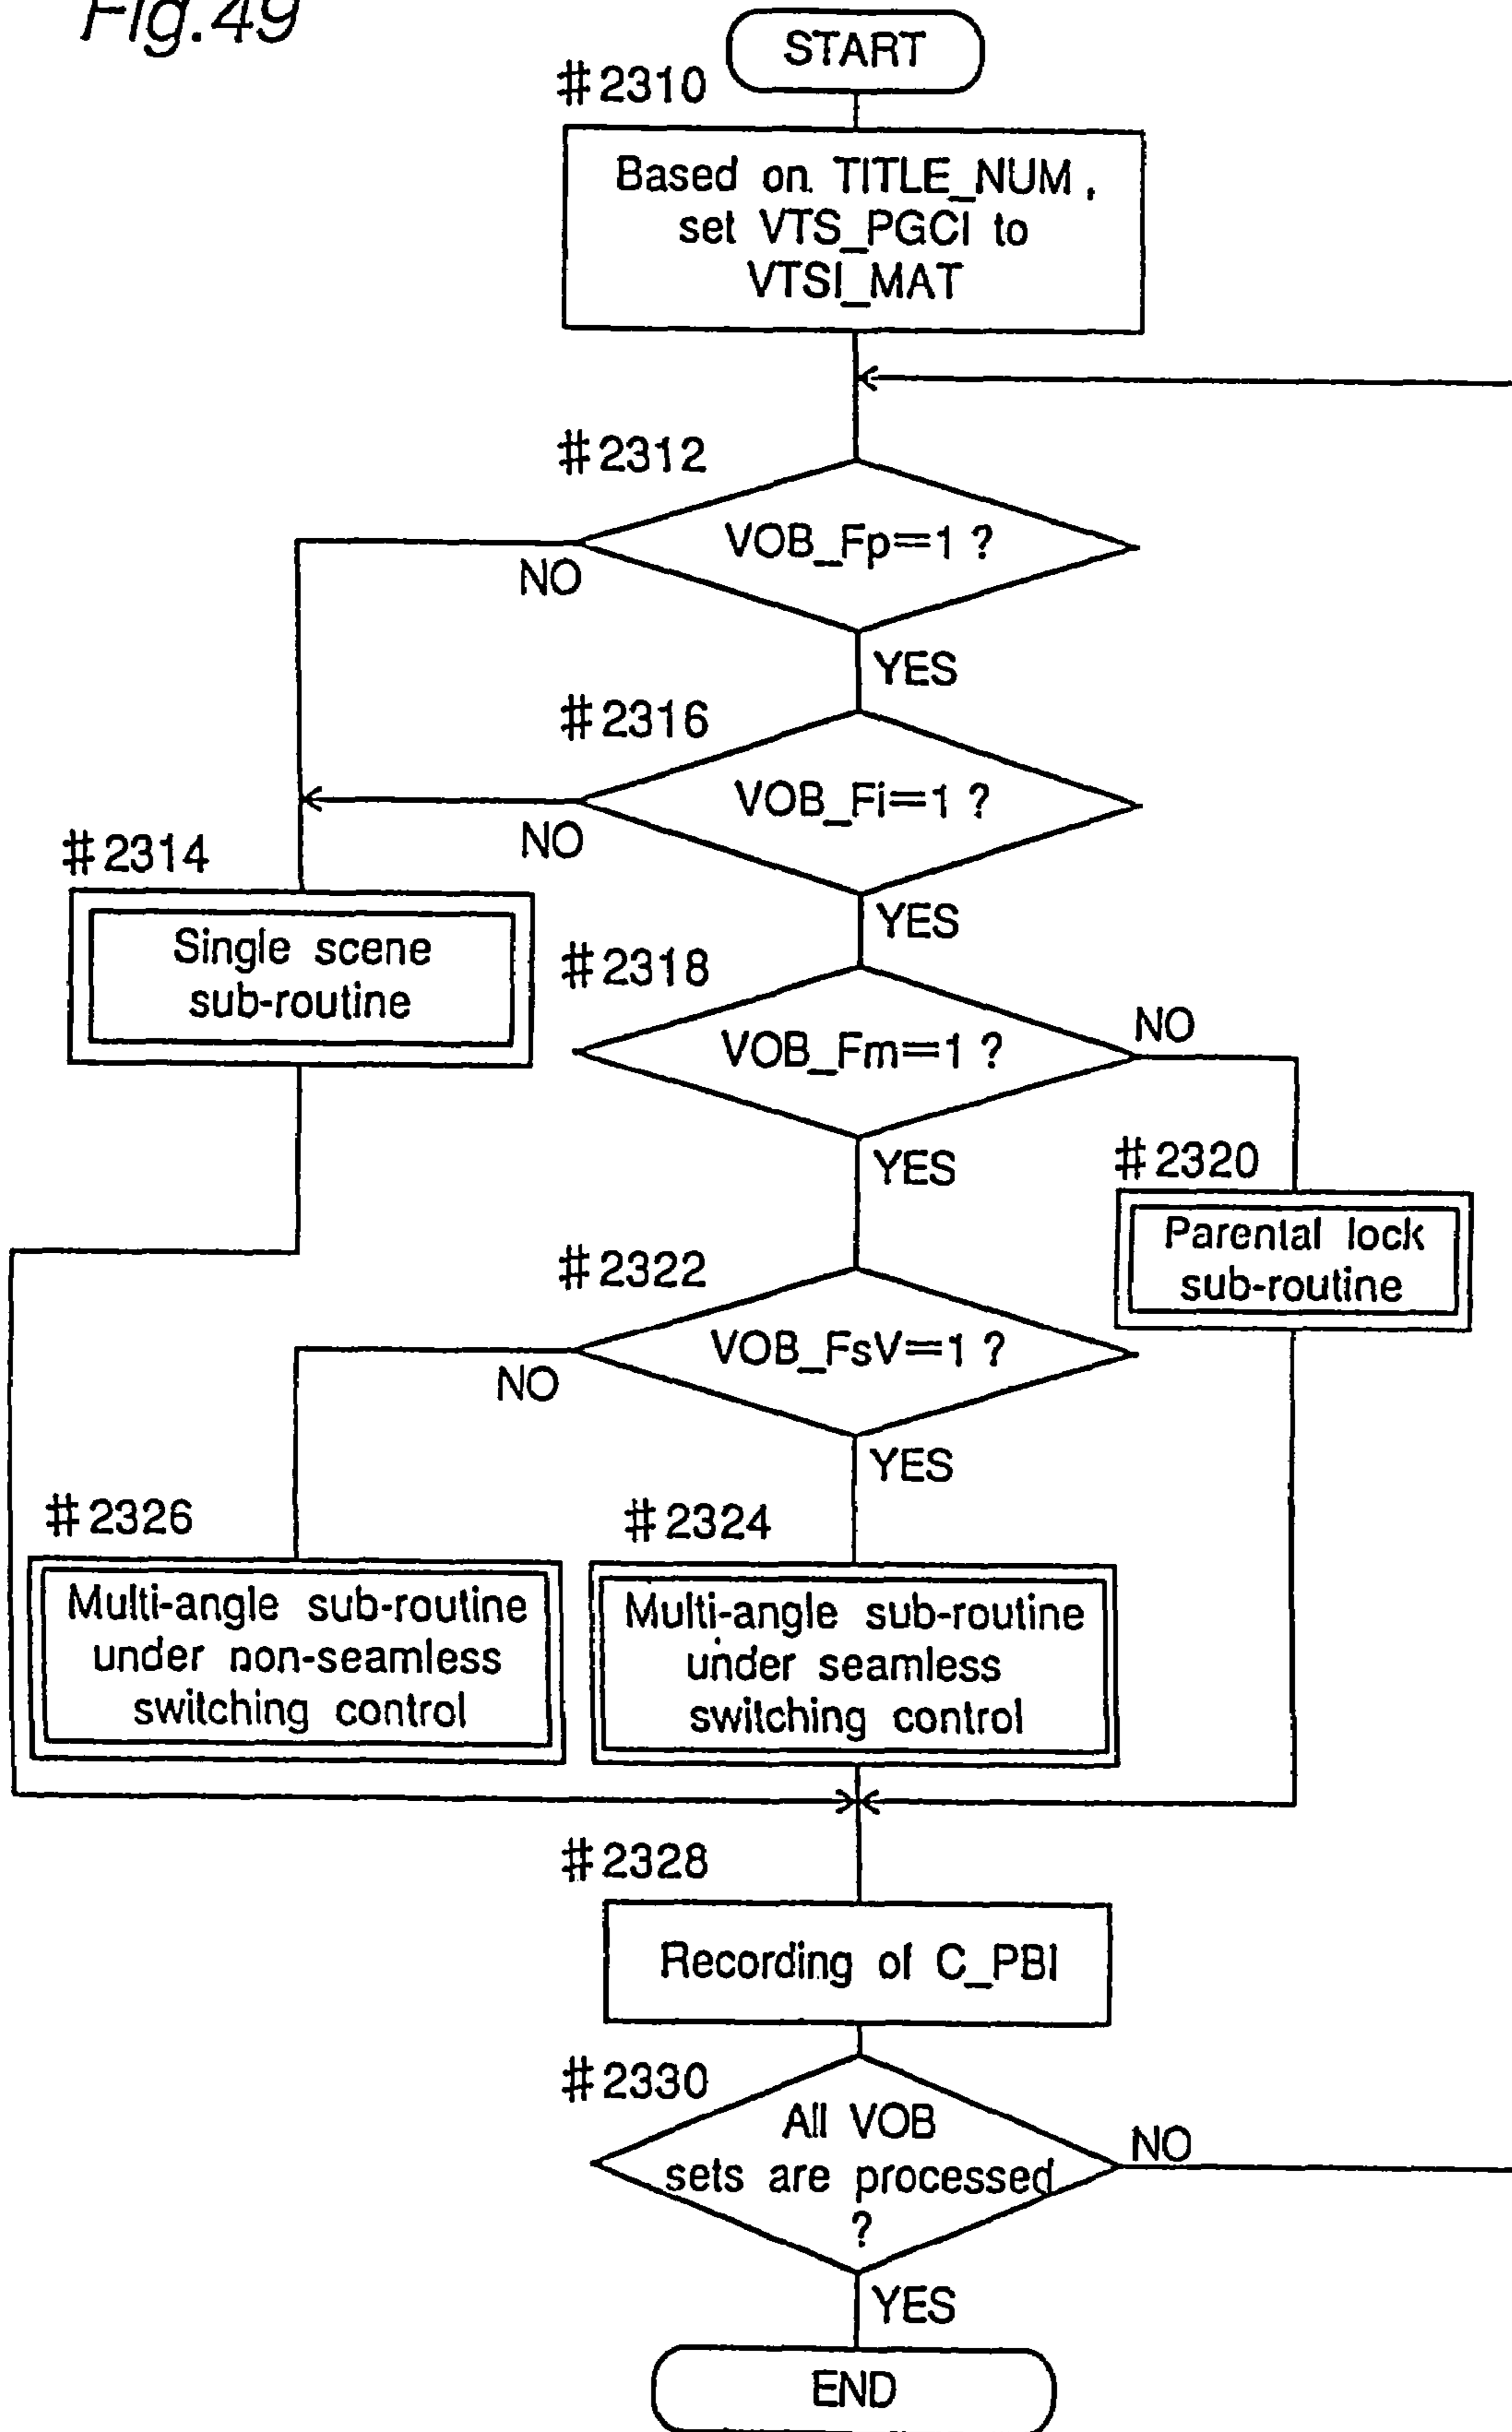 Fig.49
START
#2310
Based on TITLE_NUM,
set VTS_PGCI to
VTSI_MAT
#2312
VOB_Fp=1 ?
NO
YES
#2316
VOB_Fi=1 ?
NO
YES
#2314
Single scene
sub-routine
#2318
VOB_Fm=1 ?
NO
YES
#2320
Parental lock
sub-routine
#2322
VOB_FsV=1 ?
NO
YES
#2326
Multi-angle sub-routine
under non-seamless
switching control
#2324
Multi-angle sub-routine
under seamless
switching control
#2328
Recording of C_PBI
#2330
All VOB
sets are processed
?
NO
YES
END